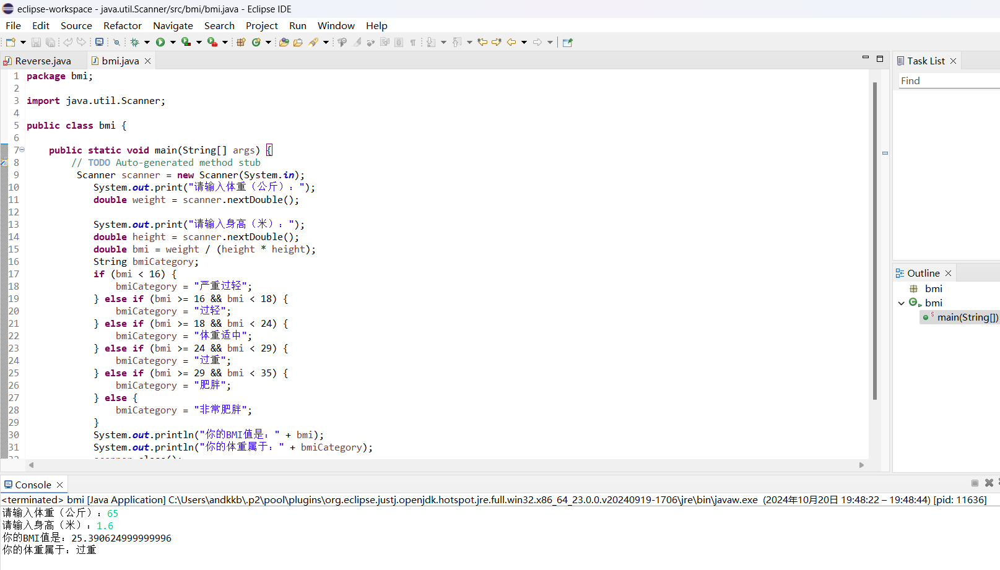 eclipse-workspace - java.util.Scanner/src/bmi/bmi.java - Eclipse IDE
File Edit Source Refactor Navigate Search Project Run Window Help
Reverse.java bmi.java
1 package bmi;
2
3 import java.util.Scanner;
4
5 public class bmi {
6
7 public static void main(String[] args) {
8 // TODO Auto-generated method stub
9 Scanner scanner = new Scanner(System.in);
10 System.out.print("请输入体重（公斤）：");
11 double weight = scanner.nextDouble();
12
13 System.out.print("请输入身高（米）：");
14 double height = scanner.nextDouble();
15 double bmi = weight / (height * height);
16 String bmiCategory;
17 if (bmi < 16) {
18 bmiCategory = "严重过轻";
19 } else if (bmi >= 16 && bmi < 18) {
20 bmiCategory = "过轻";
21 } else if (bmi >= 18 && bmi < 24) {
22 bmiCategory = "体重适中";
23 } else if (bmi >= 24 && bmi < 29) {
24 bmiCategory = "过重";
25 } else if (bmi >= 29 && bmi < 35) {
26 bmiCategory = "肥胖";
27 } else {
28 bmiCategory = "非常肥胖";
29 }
30 System.out.println("你的BMI值是：" + bmi);
31 System.out.println("你的体重属于：" + bmiCategory);
Task List
Find
Outline
bmi
bmi
main(String[])
Console
<terminated> bmi [Java Application] C:\Users\andkkb\.p2\pool\plugins\org.eclipse.justj.openjdk.hotspot.jre.full.win32.x86_64_23.0.0.v20240919-1706\jre\bin\javaw.exe (2024年10月20日 19:48:22 – 19:48:44) [pid: 11636]
请输入体重（公斤）：65
请输入身高（米）：1.6
你的BMI值是：25.390624999999996
你的体重属于：过重